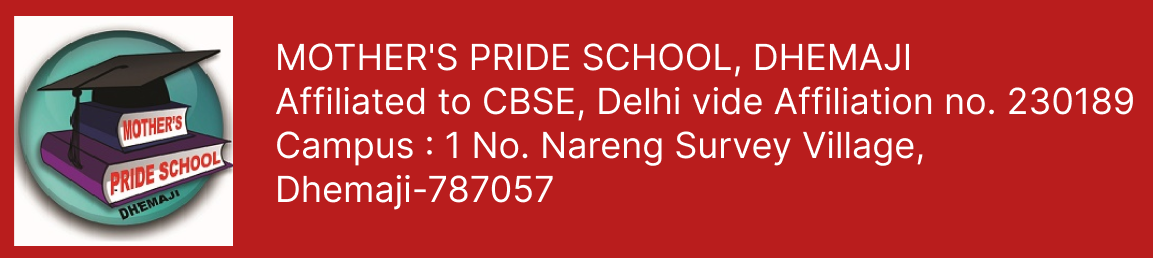 MOTHER'S
PRIDE SCHOOL
DHEMAJI
MOTHER'S PRIDE SCHOOL, DHEMAJI
Affiliated to CBSE, Delhi vide Affiliation no. 230189
Campus : 1 No. Nareng Survey Village,
Dhemaji-787057